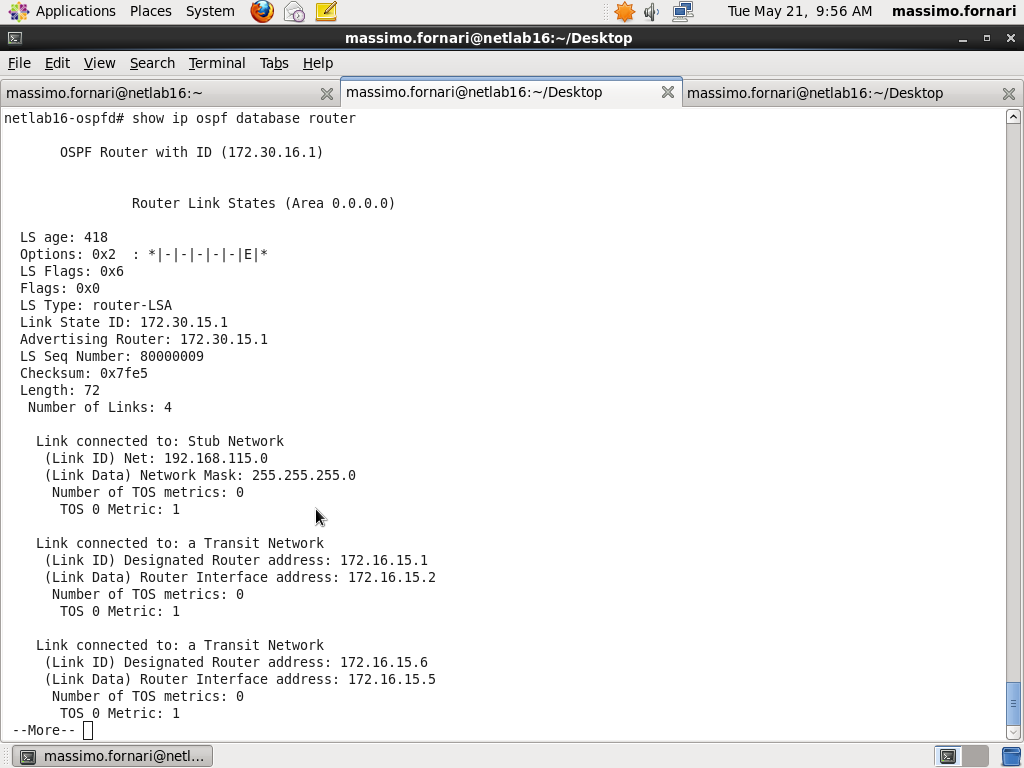 Applications Places System Tue May 21, 9:56 AM massimo.fornari
massimo.fornari@netlab16:~/Desktop
File Edit View Search Terminal Tabs Help
massimo.fornari@netlab16:~ massimo.fornari@netlab16:~/Desktop massimo.fornari@netlab16:~/Desktop
netlab16-ospfd# show ip ospf database router
OSPF Router with ID (172.30.16.1)
Router Link States (Area 0.0.0.0)
LS age: 418
Options: 0x2  : *|-|-|-|-|-|E|*
LS Flags: 0x6
Flags: 0x0
LS Type: router-LSA
Link State ID: 172.30.15.1
Advertising Router: 172.30.15.1
LS Seq Number: 80000009
Checksum: 0x7fe5
Length: 72
Number of Links: 4
Link connected to: Stub Network
(Link ID) Net: 192.168.115.0
(Link Data) Network Mask: 255.255.255.0
Number of TOS metrics: 0
TOS 0 Metric: 1
Link connected to: a Transit Network
(Link ID) Designated Router address: 172.16.15.1
(Link Data) Router Interface address: 172.16.15.2
Number of TOS metrics: 0
TOS 0 Metric: 1
Link connected to: a Transit Network
(Link ID) Designated Router address: 172.16.15.6
(Link Data) Router Interface address: 172.16.15.5
Number of TOS metrics: 0
TOS 0 Metric: 1
--More--
massimo.fornari@netl...